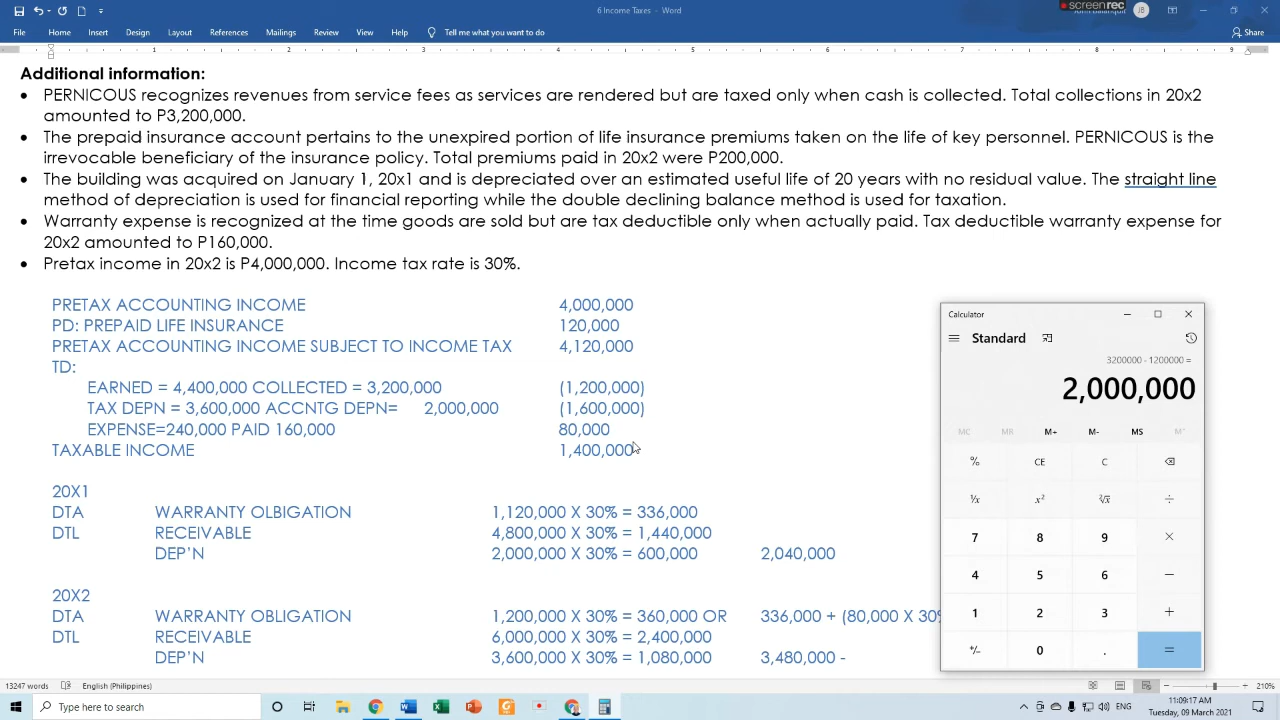 6 Income Taxes - Word
screenrec
JB
File Home Insert Design Layout References Mailings Review View Help Tell me what you want to do
Share
1 2 3 4 5 6 7 8 9
Additional information:
• PERNICOUS recognizes revenues from service fees as services are rendered but are taxed only when cash is collected. Total collections in 20x2
amounted to P3,200,000.
• The prepaid insurance account pertains to the unexpired portion of life insurance premiums taken on the life of key personnel. PERNICOUS is the
irrevocable beneficiary of the insurance policy. Total premiums paid in 20x2 were P200,000.
• The building was acquired on January 1, 20x1 and is depreciated over an estimated useful life of 20 years with no residual value. The straight line
method of depreciation is used for financial reporting while the double declining balance method is used for taxation.
• Warranty expense is recognized at the time goods are sold but are tax deductible only when actually paid. Tax deductible warranty expense for
20x2 amounted to P160,000.
• Pretax income in 20x2 is P4,000,000. Income tax rate is 30%.
PRETAX ACCOUNTING INCOME 4,000,000
PD: PREPAID LIFE INSURANCE 120,000
PRETAX ACCOUNTING INCOME SUBJECT TO INCOME TAX 4,120,000
TD:
EARNED = 4,400,000 COLLECTED = 3,200,000 (1,200,000)
TAX DEPN = 3,600,000 ACCNTG DEPN= 2,000,000 (1,600,000)
EXPENSE=240,000 PAID 160,000 80,000
TAXABLE INCOME 1,400,000
20X1
DTA WARRANTY OLBIGATION 1,120,000 X 30% = 336,000
DTL RECEIVABLE 4,800,000 X 30% = 1,440,000
DEP'N 2,000,000 X 30% = 600,000 2,040,000
20X2
DTA WARRANTY OBLIGATION 1,200,000 X 30% = 360,000 OR 336,000 + (80,000 X 30%
DTL RECEIVABLE 6,000,000 X 30% = 2,400,000
DEP'N 3,600,000 X 30% = 1,080,000 3,480,000 -
Calculator
Standard
3200000 - 1200000 =
2,000,000
MC MR M+ M- MS M˅
% CE C
⅟x x² ²√x ÷
7 8 9 ×
4 5 6 −
1 2 3 +
+/− 0 . =
13247 words English (Philippines) 210%
Type here to search
ENG
11:09:17 AM
Tuesday, 09 March 2021